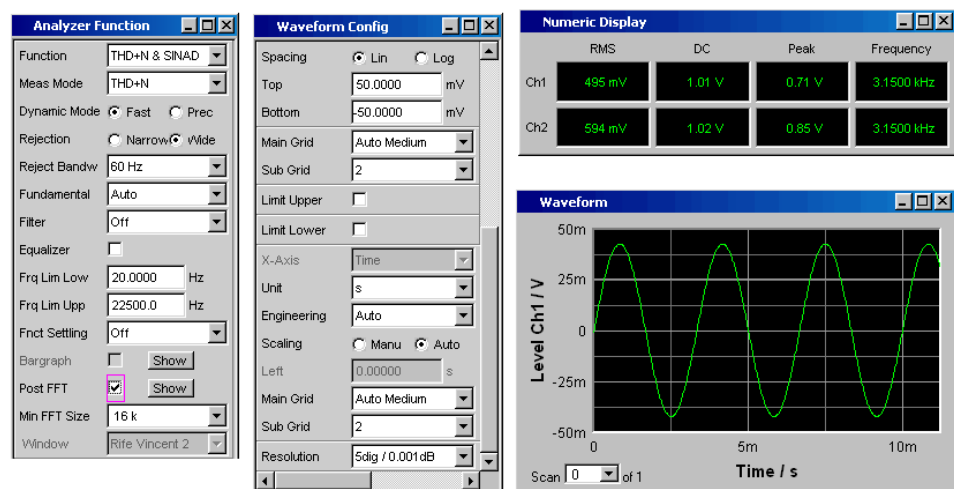 Analyzer Function
Function THD+N & SINAD
Meas Mode THD+N
Dynamic Mode Fast Prec
Rejection Narrow Wide
Reject Bandw 60 Hz
Fundamental Auto
Filter Off
Equalizer
Frq Lim Low 20.0000 Hz
Frq Lim Upp 22500.0 Hz
Fnct Settling Off
Bargraph Show
Post FFT Show
Min FFT Size 16 k
Window Rife Vincent 2
Waveform Config
Spacing Lin Log
Top 50.0000 mV
Bottom -50.0000 mV
Main Grid Auto Medium
Sub Grid 2
Limit Upper
Limit Lower
X-Axis Time
Unit s
Engineering Auto
Scaling Manu Auto
Left 0.00000 s
Main Grid Auto Medium
Sub Grid 2
Resolution 5dig / 0.001dB
Numeric Display
RMS DC Peak Frequency
Ch1 495 mV 1.01 V 0.71 V 3.1500 kHz
Ch2 594 mV 1.02 V 0.85 V 3.1500 kHz
Waveform
Level Ch1 / V
50m
25m
0
-25m
-50m
0 5m 10m
Time / s
Scan 0 of 1